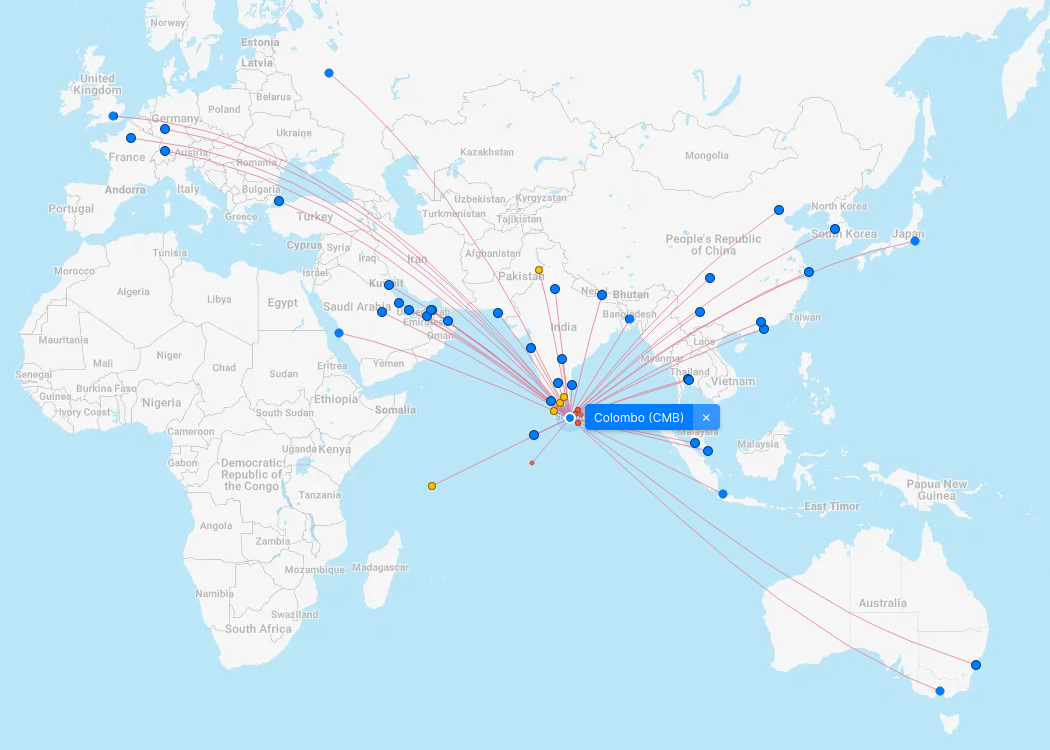 Norway
Estonia
Latvia
United
Kingdom
Belarus
Poland
Germany
Ukraine
France
Austria
Romania
Kazakhstan
Mongolia
Andorra
Italy
Bulgaria
Uzbekistan
Kyrgyzstan
Portugal
Greece
Turkey
Turkmenistan
Tajikistan
North Korea
South Korea
Japan
Cyprus
Syria
Iraq
Iran
Afghanistan
People's Republic
of China
Tunisia
Morocco
Israel
Kuwait
Pakistan
Algeria
Libya
Egypt
Saudi Arabia
United Arab
Emirates
Nepal
Bhutan
Bangladesh
Taiwan
India
Oman
Mauritania
Mali
Niger
Chad
Sudan
Eritrea
Yemen
Myanmar
Laos
Thailand
Vietnam
Senegal
Guinea
Burkina Faso
Ivory Coast
Nigeria
Ethiopia
Somalia
South Sudan
Colombo (CMB) ×
Cameroon
Malaysia
Malaysia
Gabon
Democratic
Republic of
the Congo
Uganda
Kenya
Tanzania
Papua New
Guinea
East Timor
Angola
Zambia
Mozambique
Madagascar
Namibia
Swaziland
South Africa
Australia